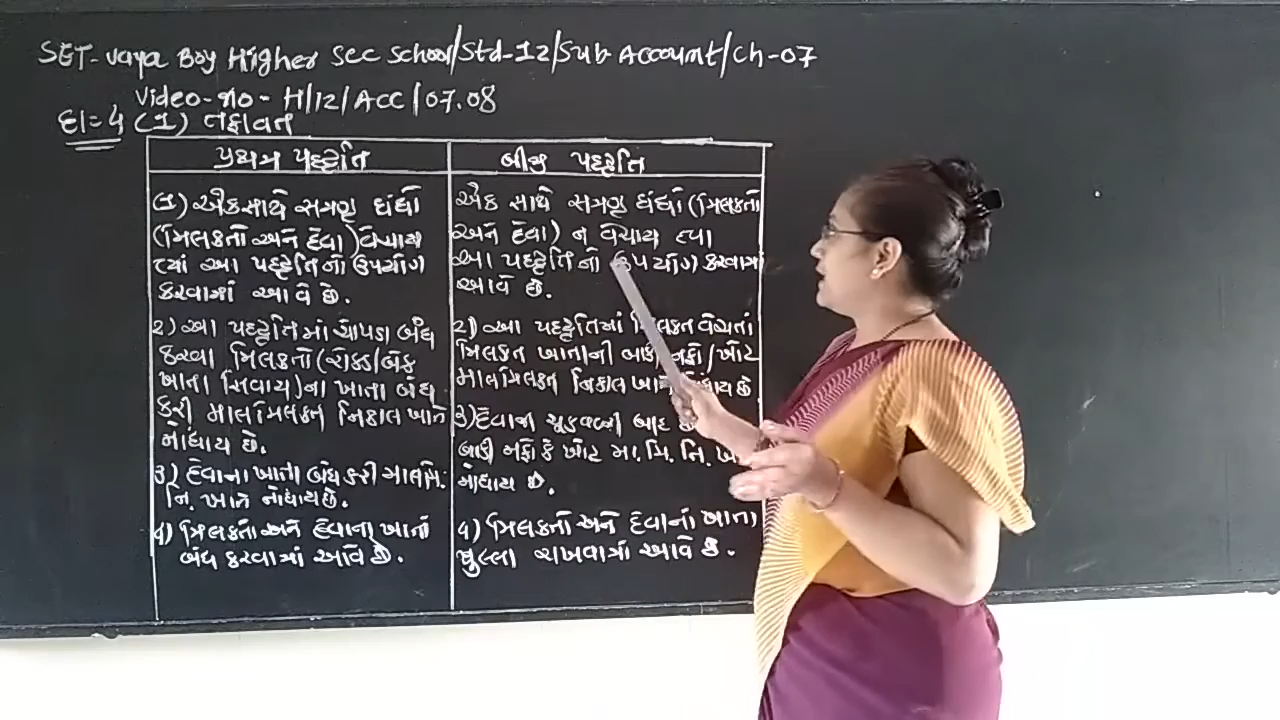 SET-Vaya Boy Higher Sec School/Std-12/Sub Account/Ch-07
Video-no - H/12/ACC/07.08
દા=4 (1) તફાવત
પ્રથમ પદ્ધતિ
(1) એકસાથે સમગ્ર ધંધો
(મિલકતો અને દેવા) વેચાય
ત્યાં આ પદ્ધતિનો ઉપયોગ
કરવામાં આવે છે.
2) આ પદ્ધતિમાં ચોપડા બંધ
કરવા મિલકતો (રોકડ/બેંક
ખાતા સિવાય)ના ખાતા બંધ
કરી માલમિલકત નિકાલ ખાતે
નોંધાય છે.
3) દેવાના ખાતા બંધ કરી માલમિ.
નિ. ખાતે નોંધાય છે.
4) મિલકતો અને દેવાના ખાતાં
બંધ કરવામાં આવે છે.
બીજી પદ્ધતિ
એક સાથે સમગ્ર ધંધો (મિલકતો
અને દેવા) ન વેચાય ત્યા
આ પદ્ધતિનો ઉપયોગ કરવામાં
આવે છે.
2) આ પદ્ધતિમાં મિલકત વેચતાં
મિલકત ખાતાની બાકી નફો/ખોટ
માલમિલકત નિકાલ ખાતે નોંધાય છે
3) દેવાની ચૂકવણી બાદ
બાકી નફો કે ખોટ મા. મિ. નિ.
નોંધાય છે.
4) મિલકતો અને દેવાનાં ખાતા
ખુલ્લા રાખવામાં આવે છે.